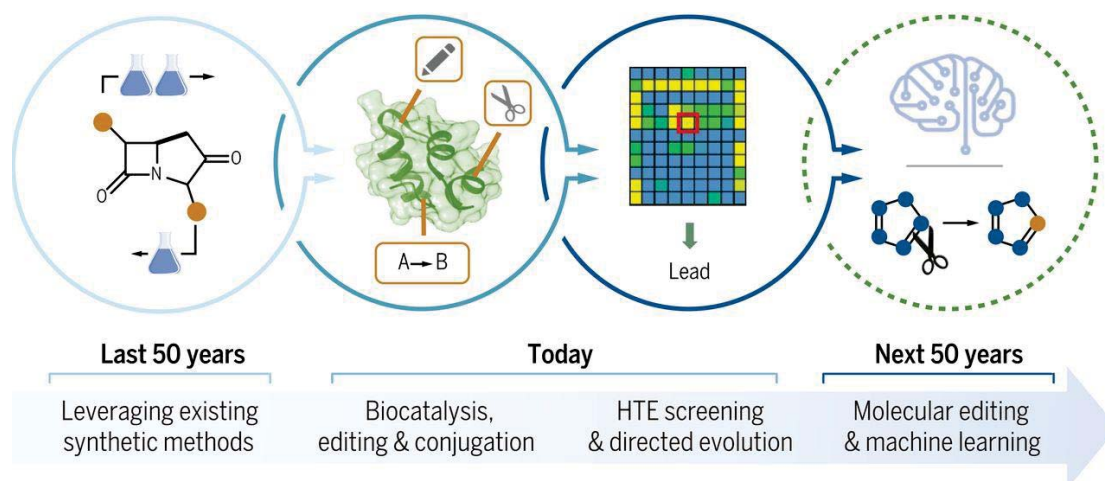 N
O
O
A→B
Lead
Last 50 years
Today
Next 50 years
Leveraging existing
synthetic methods
Biocatalysis,
editing & conjugation
HTE screening
& directed evolution
Molecular editing
& machine learning